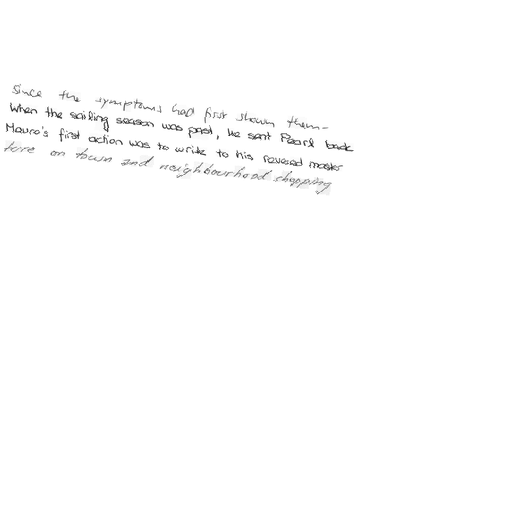 Since the symptoms had first shown them-
When the sailing season was past, he sent Pearl back
Mauro's first action was to write to his revered master
fore on town and neighbourhood shopping